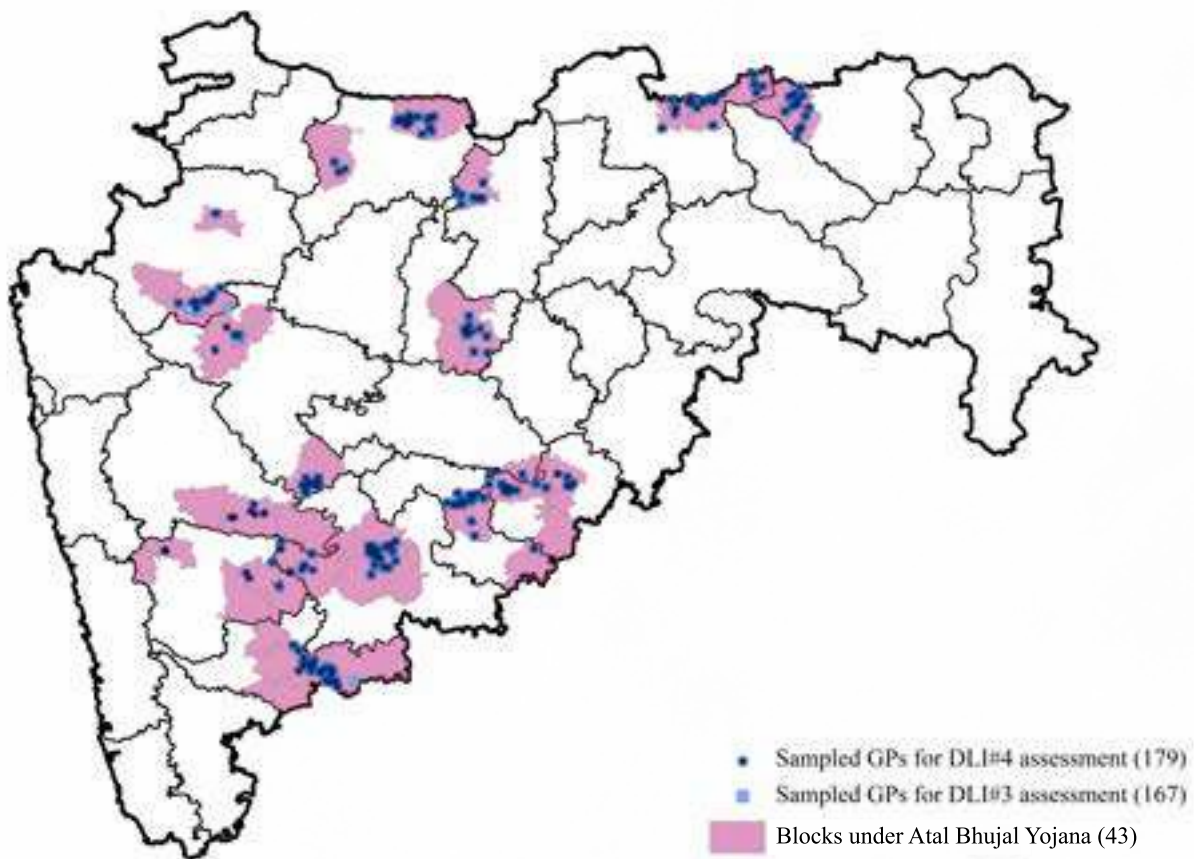 Sampled GPs for DLI#4 assessment (179)
Sampled GPs for DLI#3 assessment (167)
Blocks under Atal Bhujal Yojana (43)